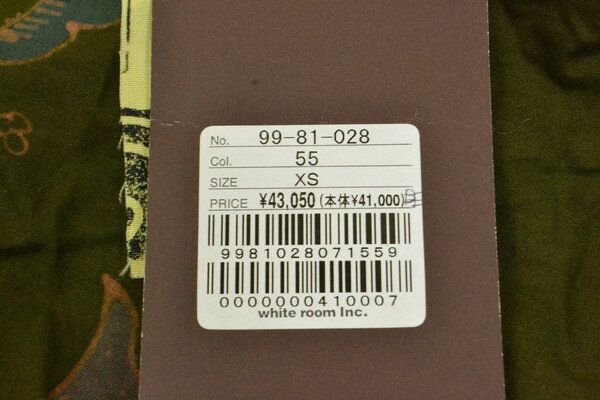 No. 99-81-028
Col. 55
SIZE XS
PRICE ¥43,050 (本体¥41,000)
9981028071559
0000000410007
white room Inc.